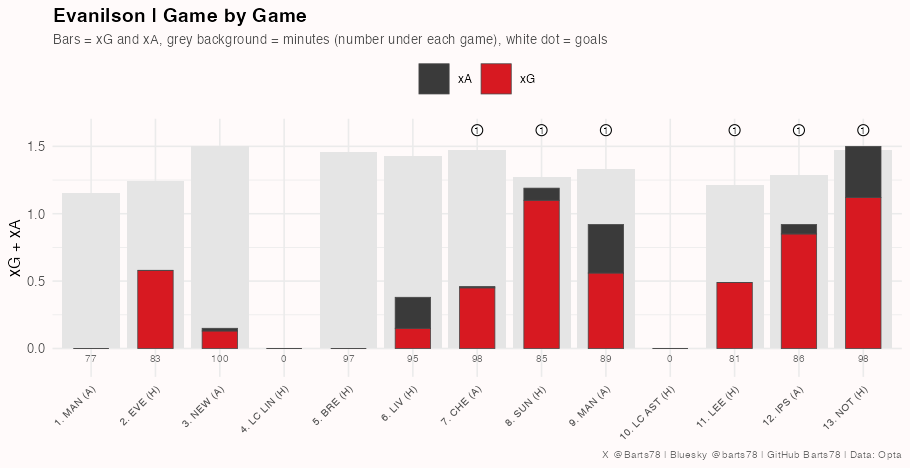 Evanilson | Game by Game
Bars = xG and xA, grey background = minutes (number under each game), white dot = goals
xA xG
1 1 1 1 1 1
1.5
1.0
0.5
0.0
xG + xA
77 83 100 0 97 95 98 85 89 0 81 86 98
1. MAN (A)
2. EVE (H)
3. NEW (A)
4. LC LIN (H)
5. BRE (H)
6. LIV (H)
7. CHE (A)
8. SUN (H)
9. MAN (A)
10. LC AST (H)
11. LEE (H)
12. IPS (A)
13. NOT (H)
X @Barts78 | Bluesky @barts78 | GitHub Barts78 | Data: Opta